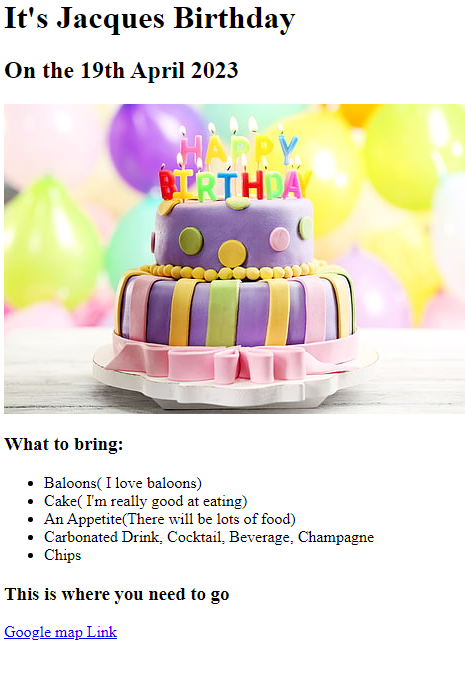 It's Jacques Birthday
On the 19th April 2023
HAPPY
BIRTHDAY
What to bring:
Baloons( I love baloons)
Cake( I'm really good at eating)
An Appetite(There will be lots of food)
Carbonated Drink, Cocktail, Beverage, Champagne
Chips
This is where you need to go
Google map Link